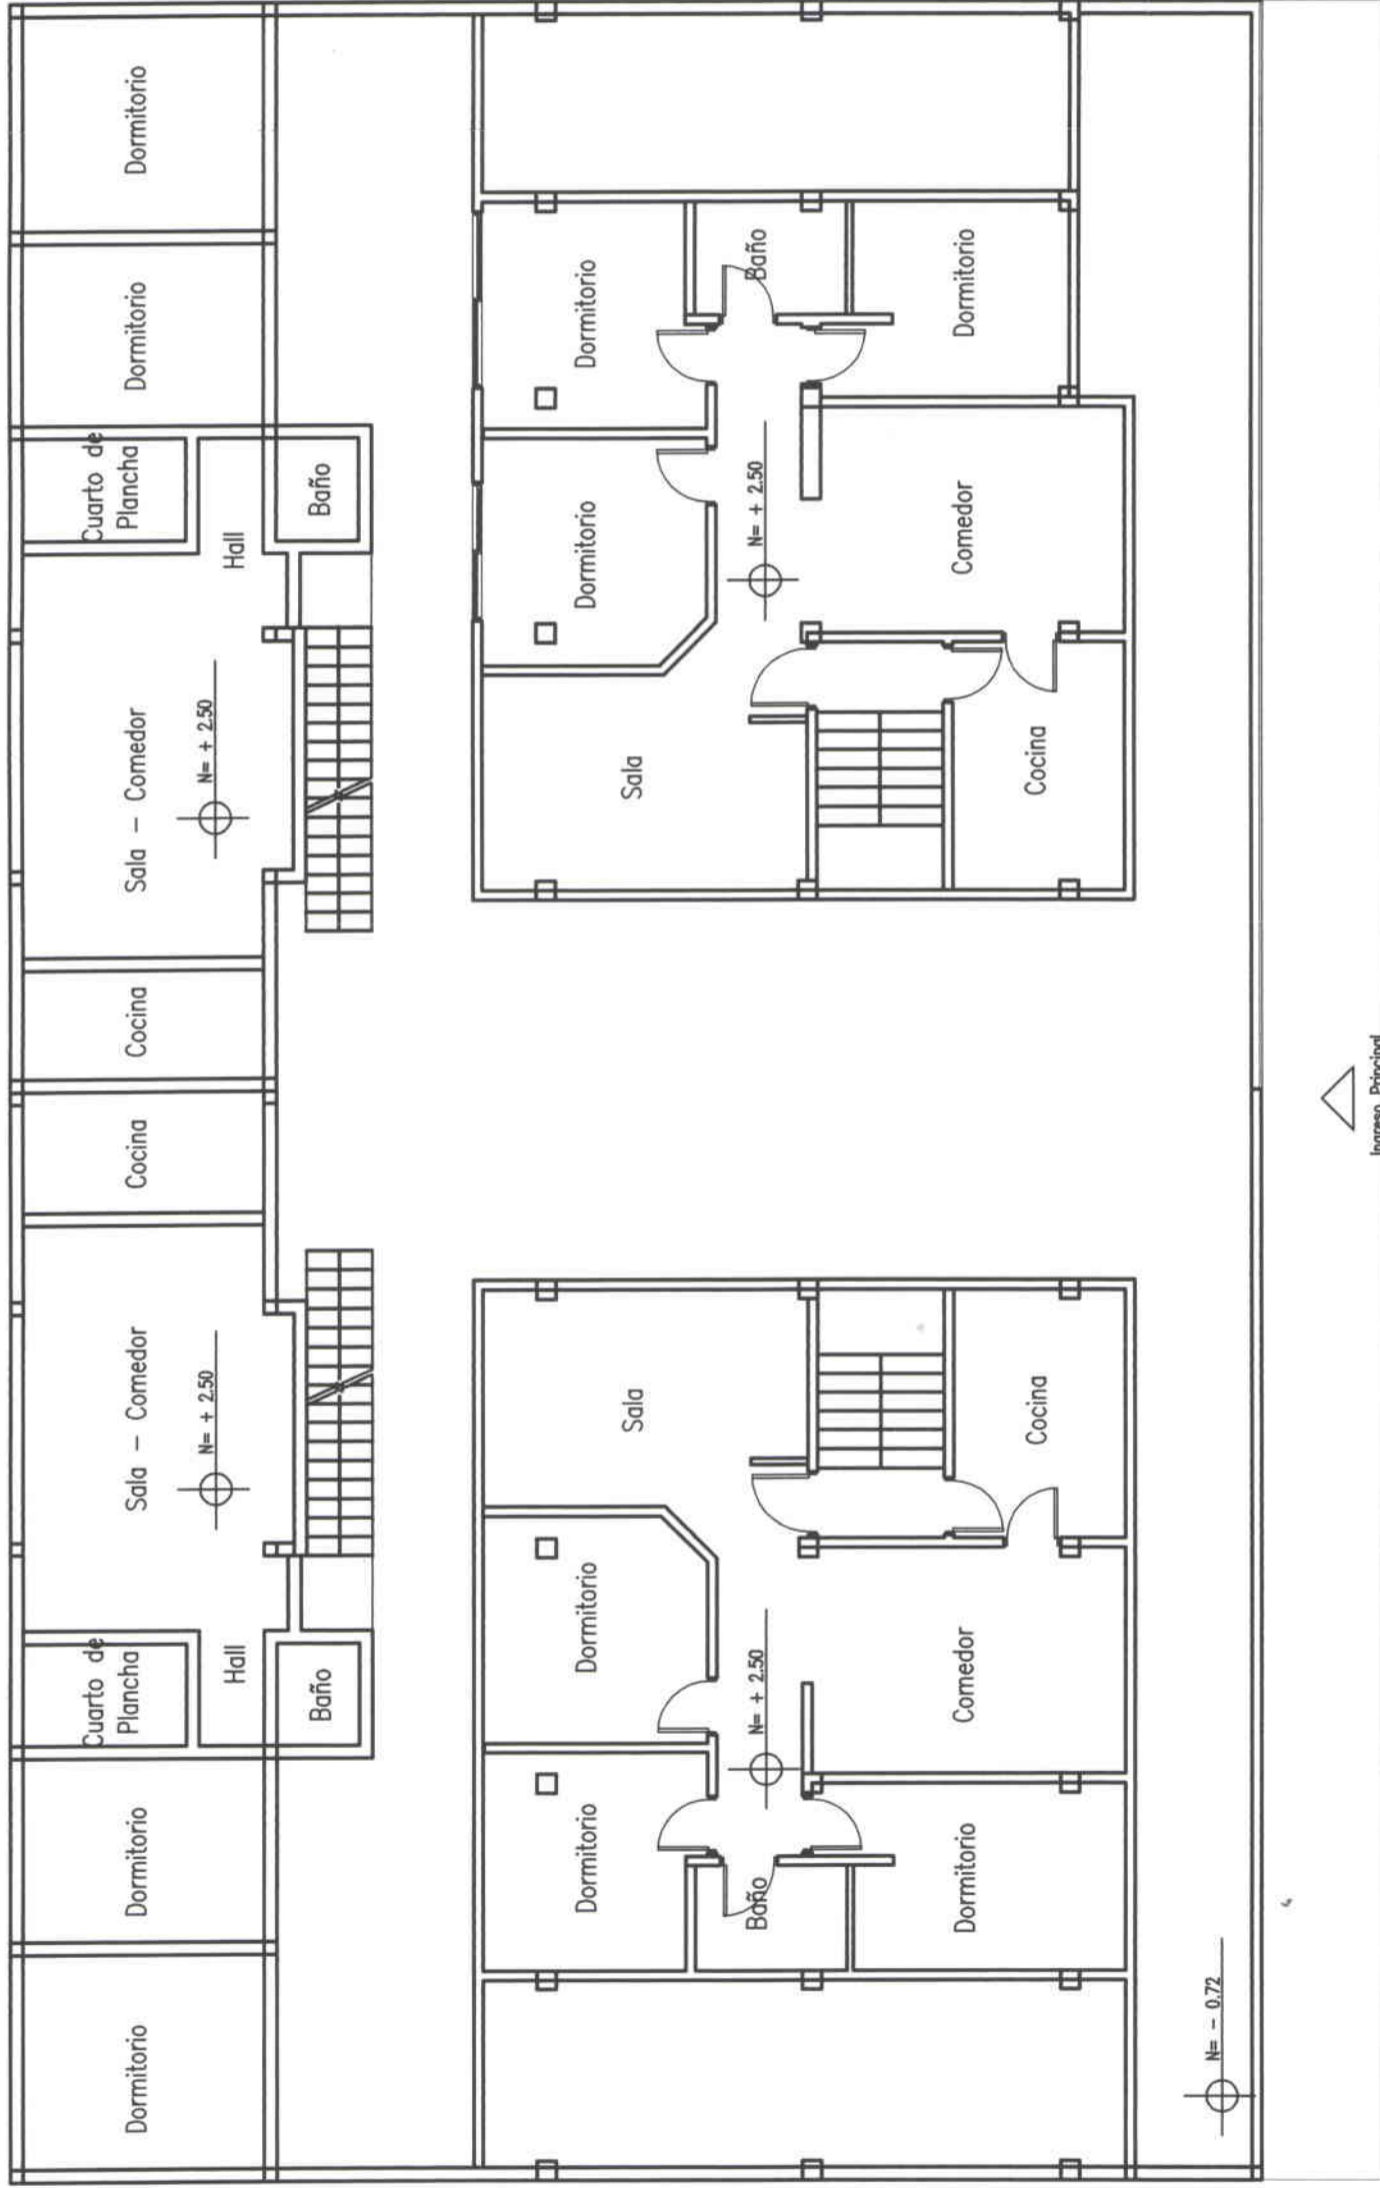 Dormitorio
Dormitorio
Cuarto de
Plancha
Sala – Comedor
Cocina
Cocina
Sala – Comedor
Cuarto de
Plancha
Dormitorio
Dormitorio
N= + 2.50
N= + 2.50
Hall
Hall
Baño
Baño
Dormitorio
Dormitorio
Sala
Sala
Dormitorio
Dormitorio
Baño
N= + 2.50
N= + 2.50
Baño
Dormitorio
Comedor
Cocina
Cocina
Comedor
Dormitorio
N= – 0.72
Ingreso Principal